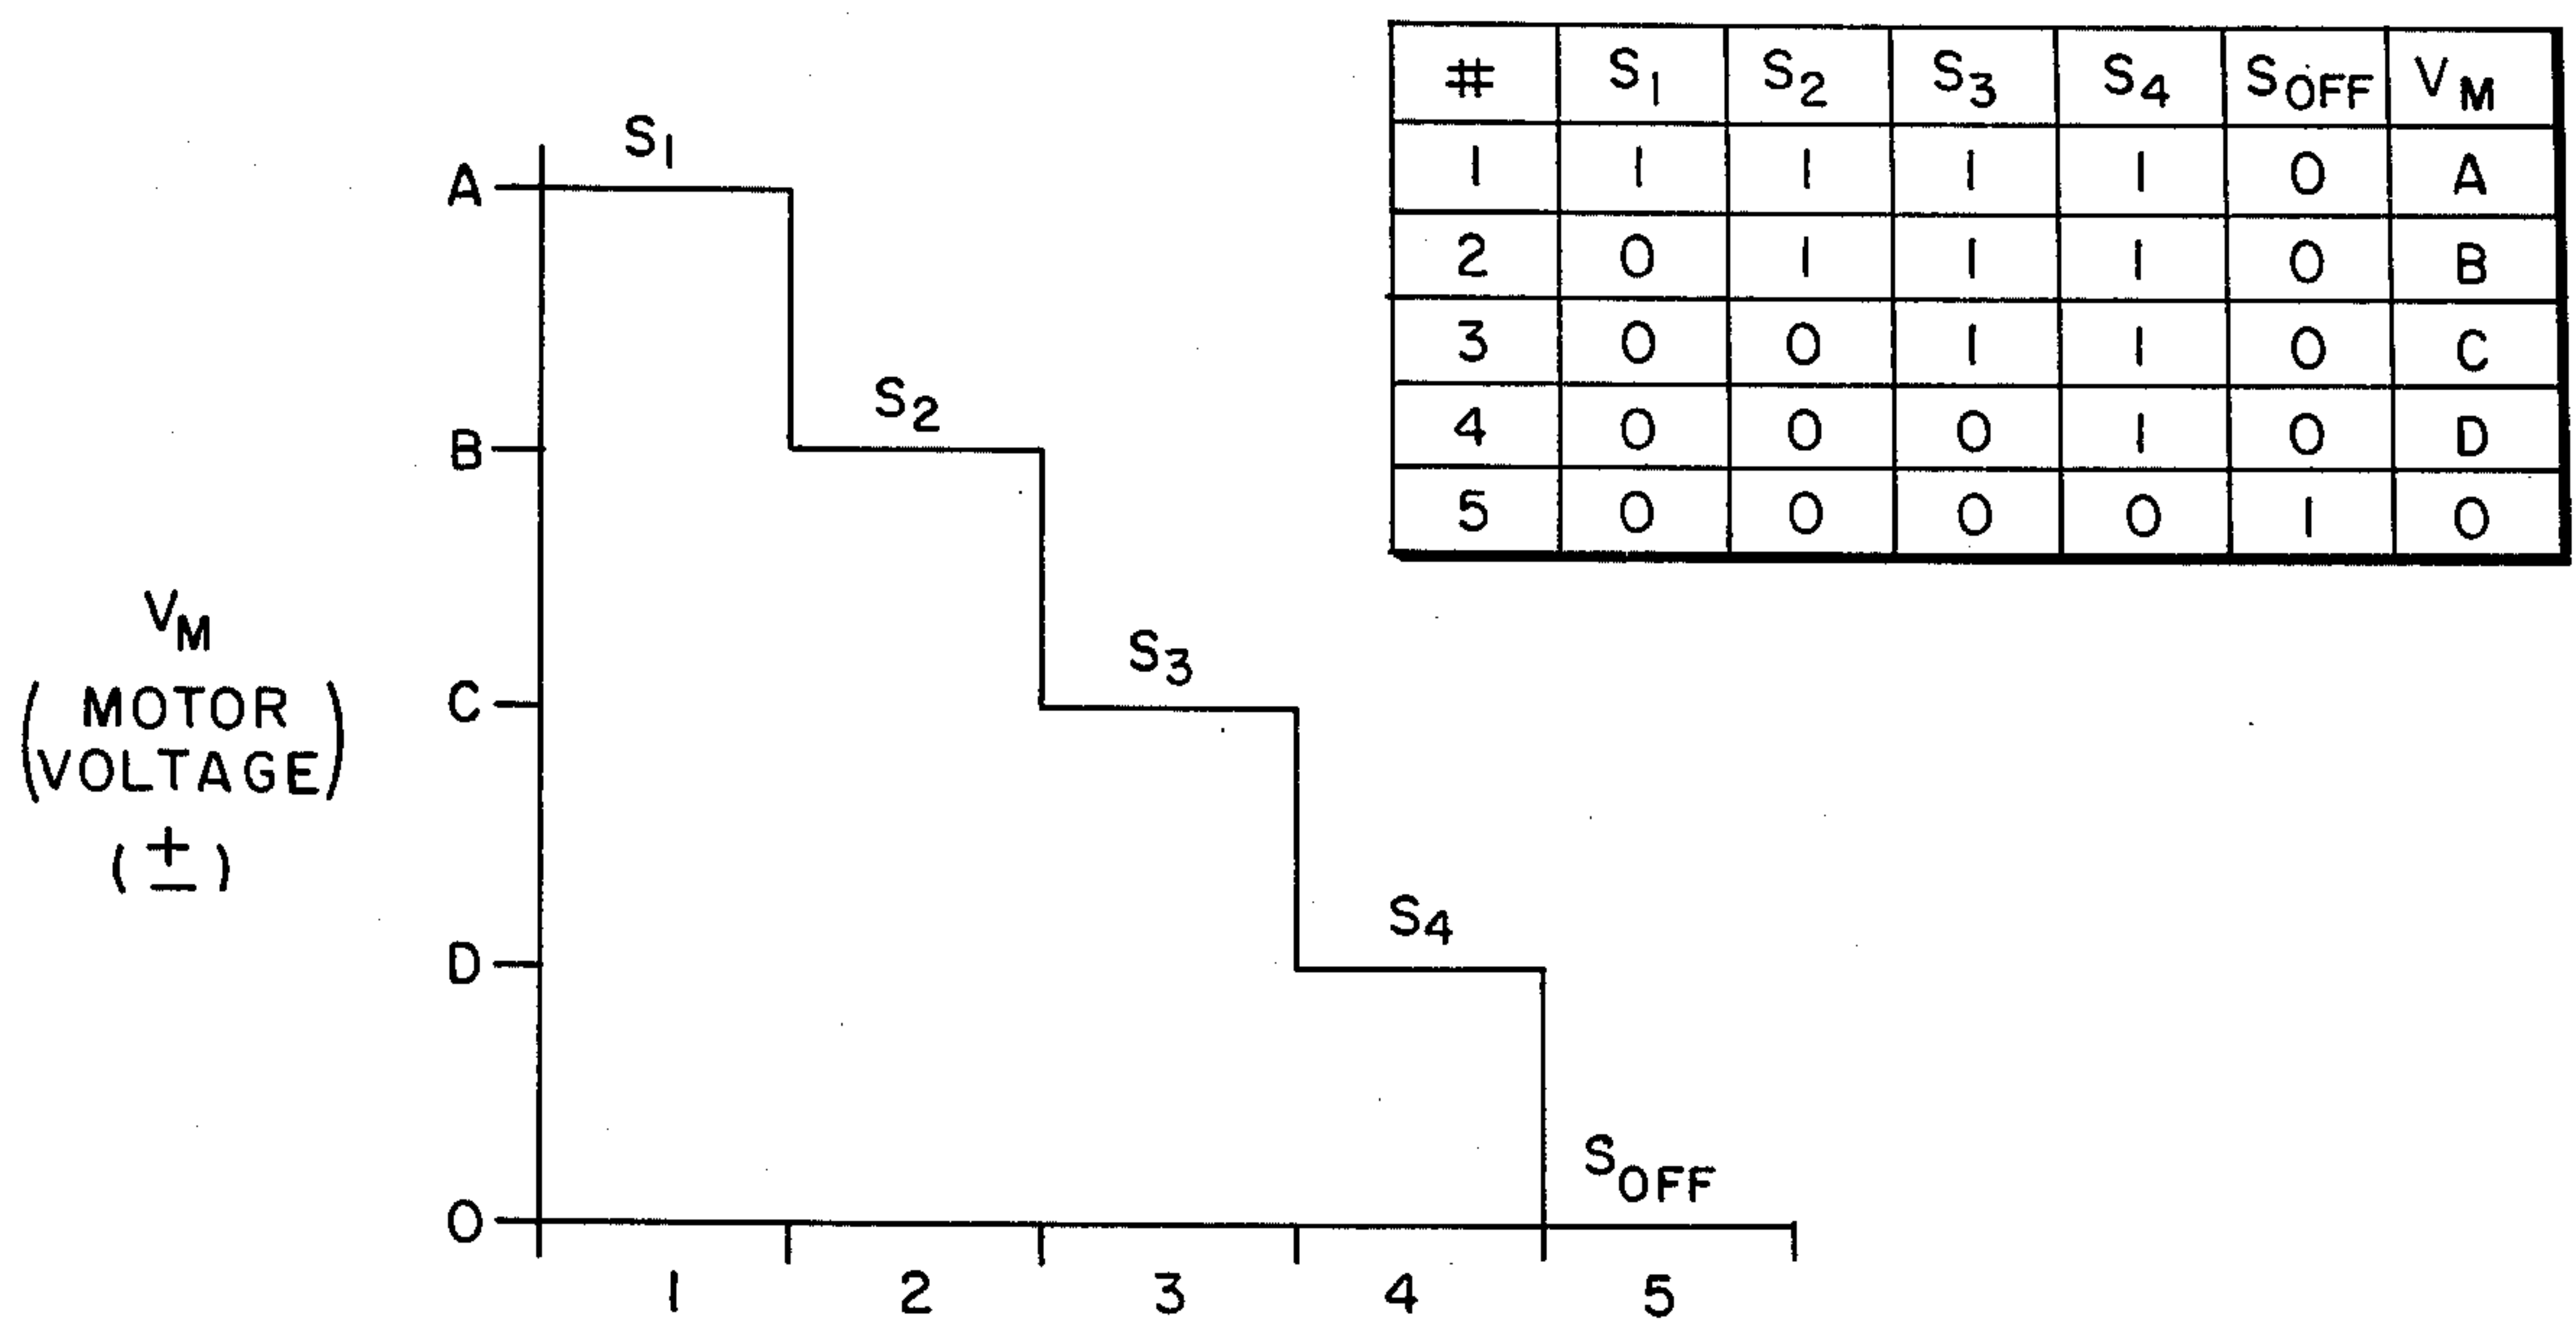 # S1 S2 S3 S4 SOFF VM
1 1 1 1 1 0 A
2 0 1 1 1 0 B
3 0 0 1 1 0 C
4 0 0 0 1 0 D
5 0 0 0 0 1 0
S1
A
S2
B
VM
(MOTOR
VOLTAGE)
(±)
S3
C
S4
D
SOFF
0
1 2 3 4 5